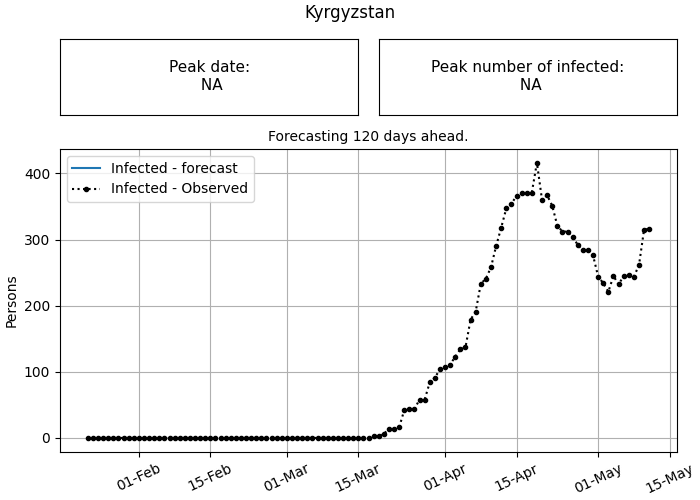 Kyrgyzstan
Peak date:
NA
Peak number of infected:
NA
Forecasting 120 days ahead.
Infected - forecast
Infected - Observed
Persons
400
300
200
100
0
01-Feb
15-Feb
01-Mar
15-Mar
01-Apr
15-Apr
01-May
15-May